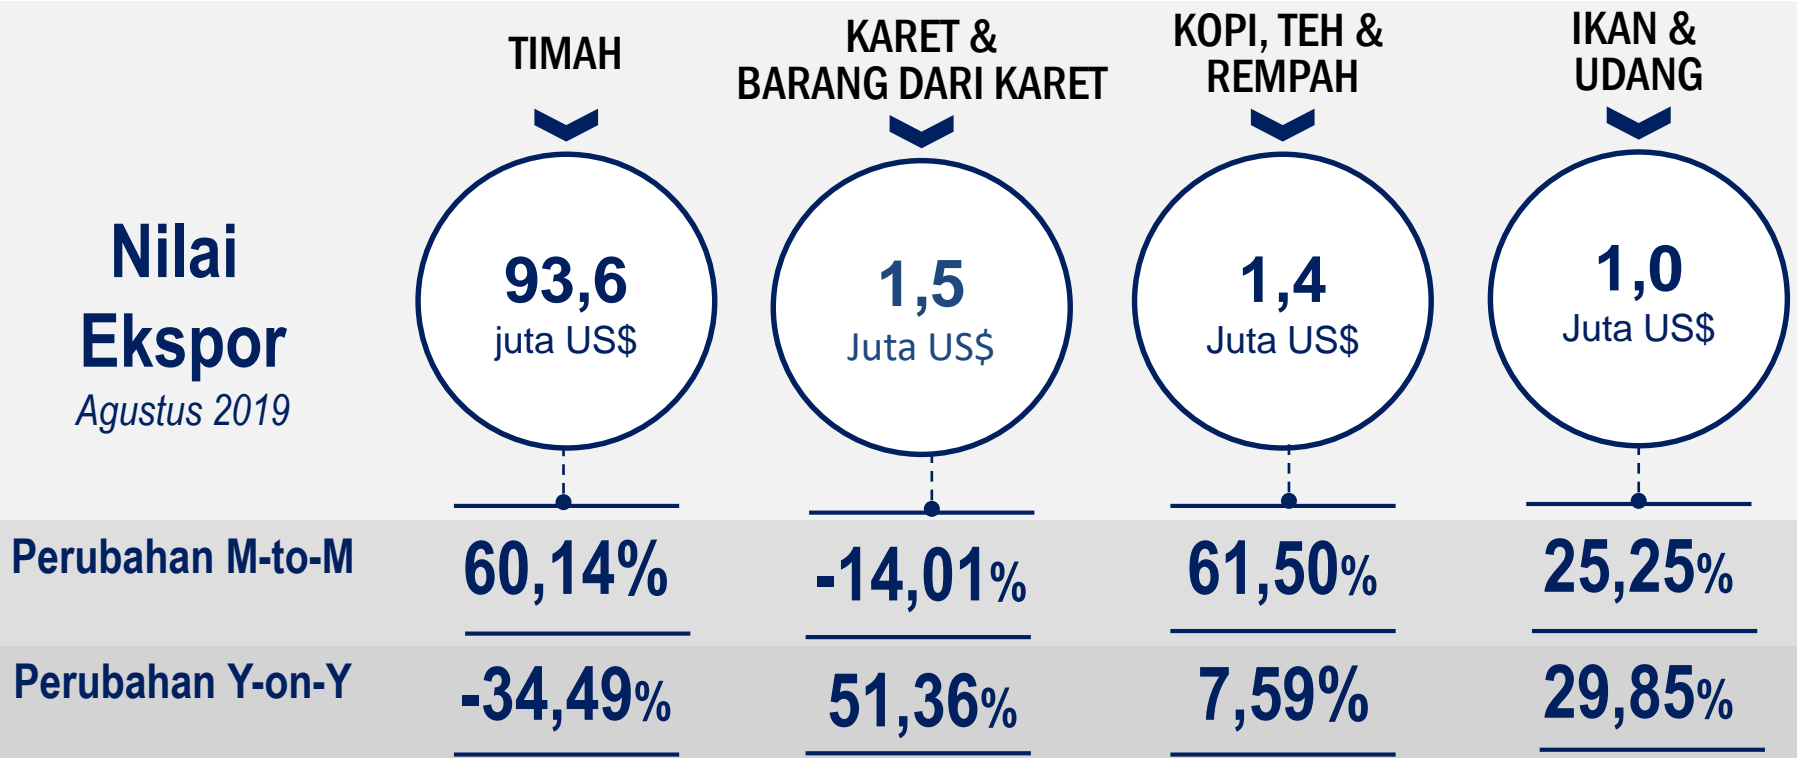 TIMAH
KARET &
BARANG DARI KARET
KOPI, TEH &
REMPAH
IKAN &
UDANG
Nilai
Ekspor
Agustus 2019
93,6
juta US$
1,5
Juta US$
1,4
Juta US$
1,0
Juta US$
Perubahan M-to-M
60,14%
-14,01%
61,50%
25,25%
Perubahan Y-on-Y
-34,49%
51,36%
7,59%
29,85%